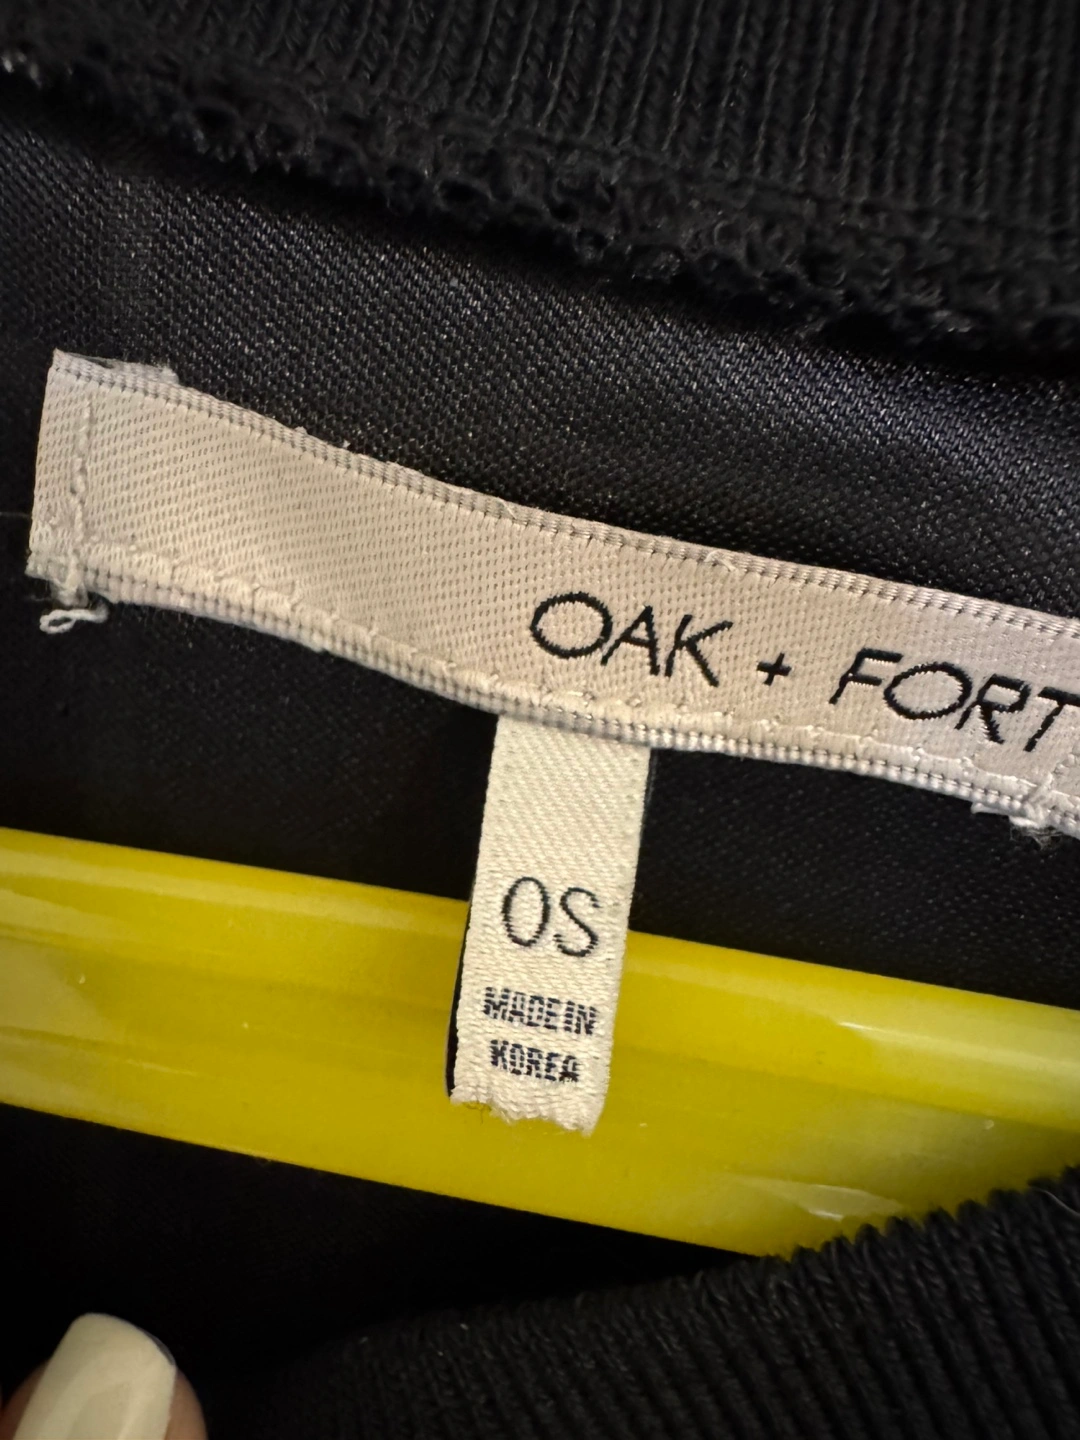 OAK + FORT
OS
MADE IN
KOREA